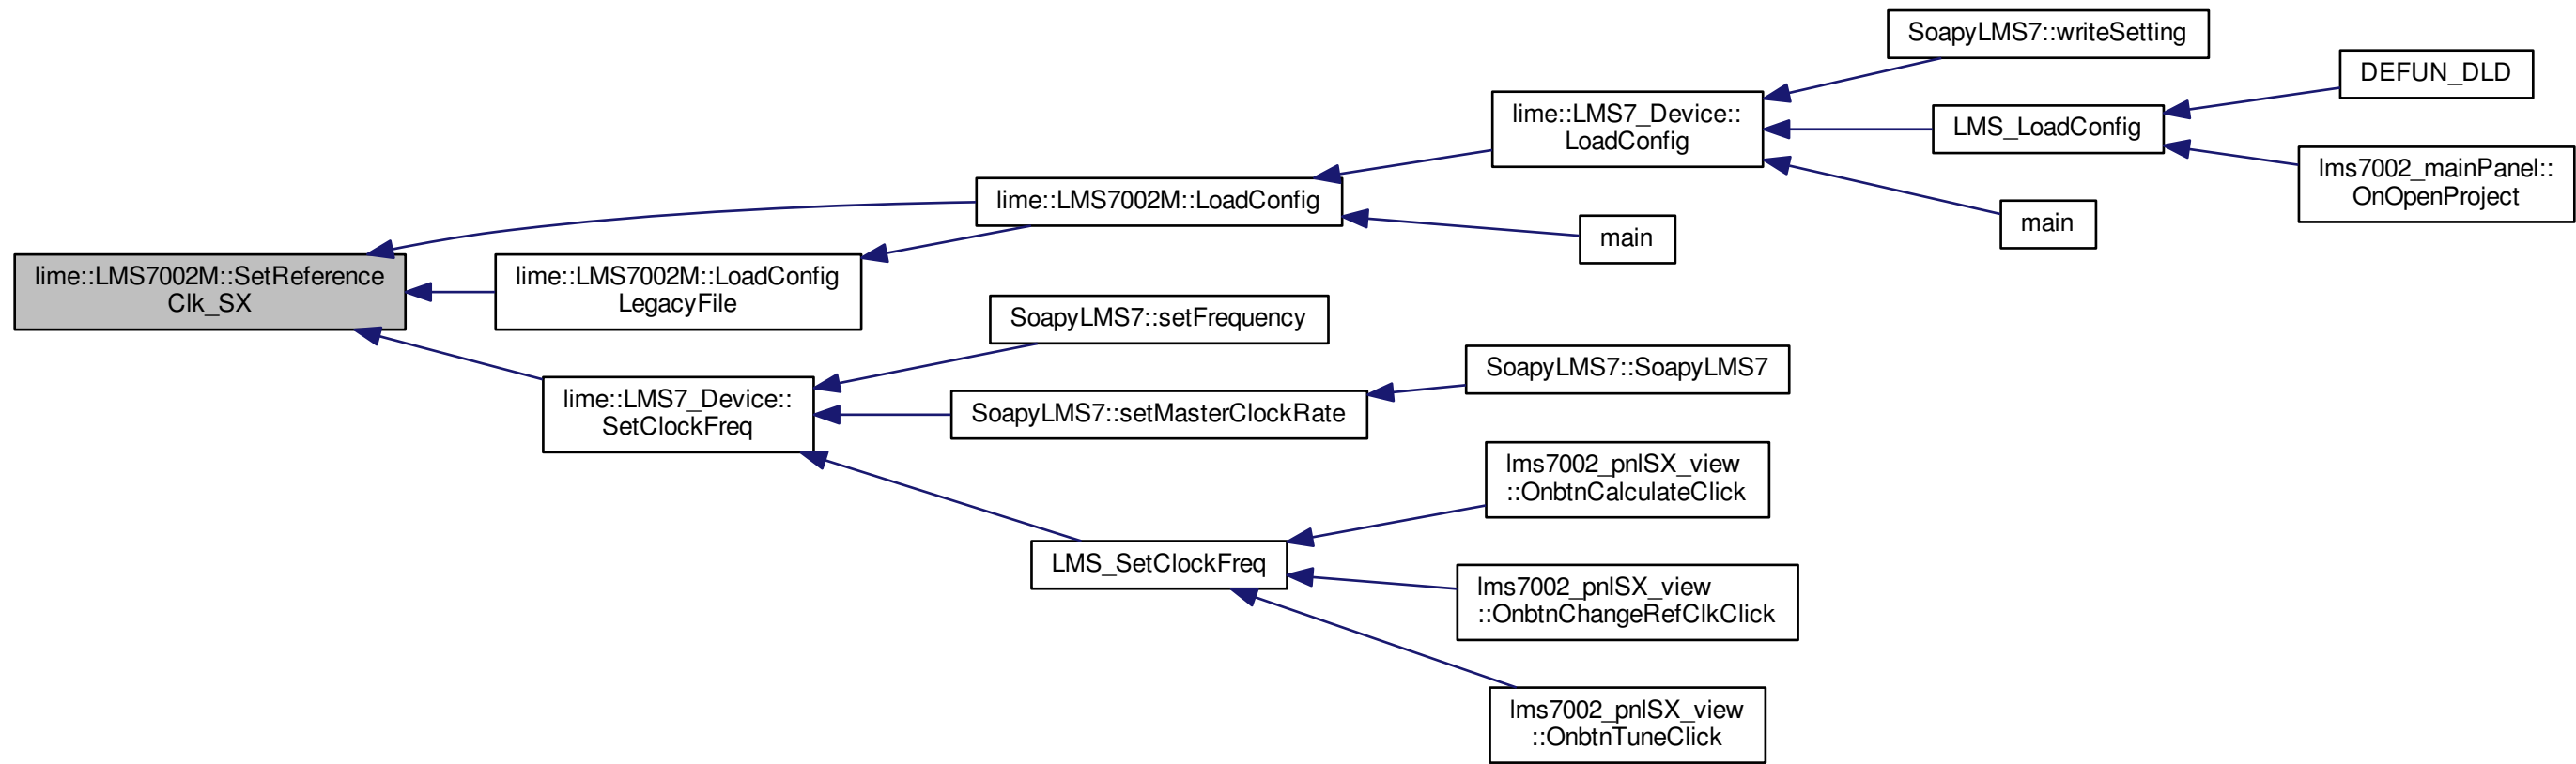 lime::LMS7002M::SetReference
Clk_SX
lime::LMS7002M::LoadConfig
lime::LMS7_Device::
LoadConfig
SoapyLMS7::writeSetting
LMS_LoadConfig
DEFUN_DLD
lms7002_mainPanel::
OnOpenProject
main
main
lime::LMS7002M::LoadConfig
LegacyFile
lime::LMS7_Device::
SetClockFreq
SoapyLMS7::setFrequency
SoapyLMS7::setMasterClockRate
SoapyLMS7::SoapyLMS7
LMS_SetClockFreq
lms7002_pnlSX_view
::OnbtnCalculateClick
lms7002_pnlSX_view
::OnbtnChangeRefClkClick
lms7002_pnlSX_view
::OnbtnTuneClick